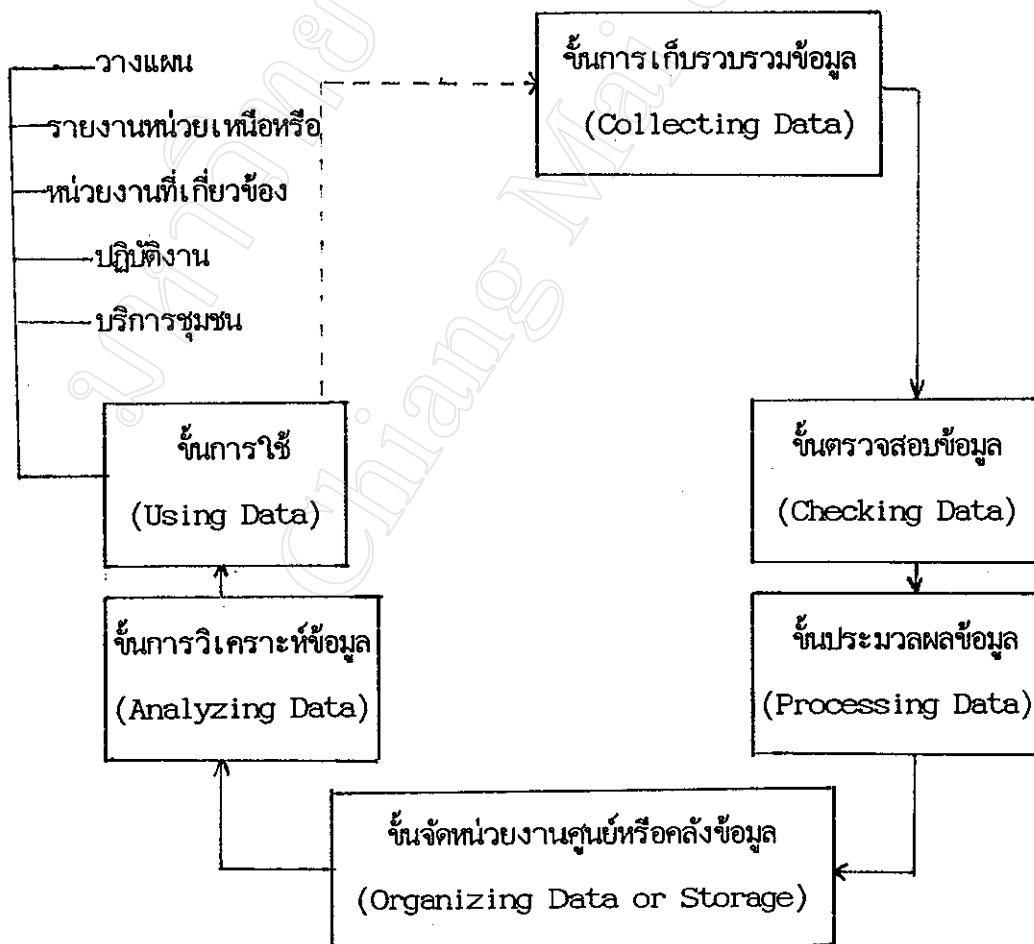 วางแผน
รายงานหน่วยเหนือหรือ
หน่วยงานที่เกี่ยวข้อง
ปฏิบัติงาน
บริการชุมชน
ขั้นการเก็บรวบรวมข้อมูล
(Collecting Data)
ขั้นตรวจสอบข้อมูล
(Checking Data)
ขั้นประมวลผลข้อมูล
(Processing Data)
ขั้นจัดหน่วยงานศูนย์หรือคลังข้อมูล
(Organizing Data or Storage)
ขั้นการวิเคราะห์ข้อมูล
(Analyzing Data)
ขั้นการใช้
(Using Data)
Chiang Mai